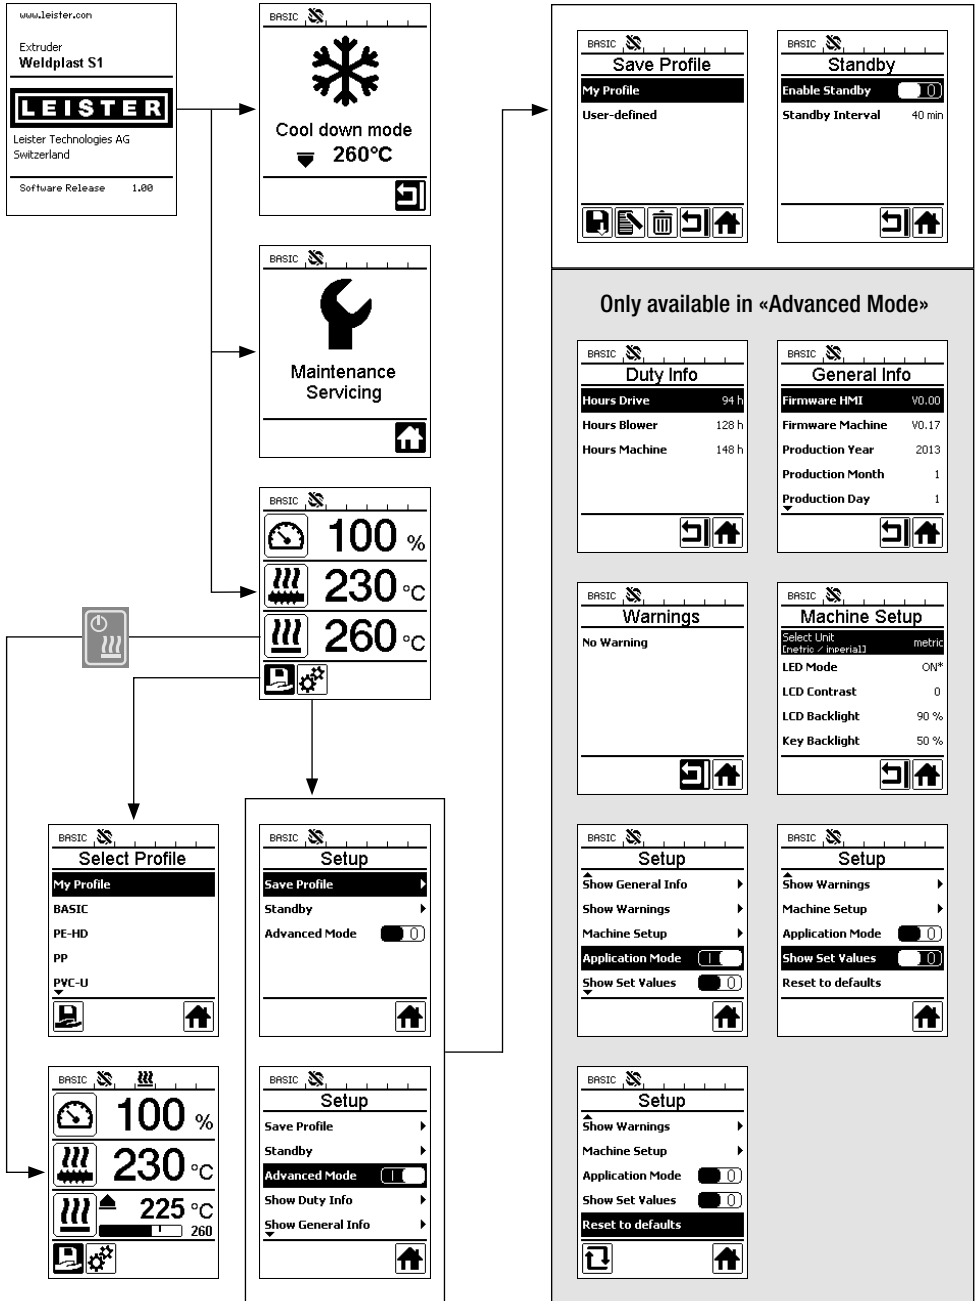 www.leister.com
Extruder
Weldplast S1
LEISTER
Leister Technologies AG
Switzerland
Software Release 1.00
BASIC
Cool down mode
260°C
BASIC
Maintenance
Servicing
BASIC
100 %
230 °C
260 °C
BASIC
Select Profile
My Profile
BASIC
PE-HD
PP
PVC-U
BASIC
100 %
230 °C
225 °C
260
BASIC
Setup
Save Profile
Standby
Advanced Mode 0
BASIC
Setup
Save Profile
Standby
Advanced Mode I
Show Duty Info
Show General Info
BASIC
Save Profile
My Profile
User-defined
BASIC
Standby
Enable Standby 0
Standby Interval 40 min
Only available in «Advanced Mode»
BASIC
Duty Info
Hours Drive 94 h
Hours Blower 128 h
Hours Machine 148 h
BASIC
General Info
Firmware HMI V0.00
Firmware Machine V0.17
Production Year 2013
Production Month 1
Production Day 1
BASIC
Warnings
No Warning
BASIC
Machine Setup
Select Unit
[metric / inperial] metric
LED Mode ON*
LCD Contrast 0
LCD Backlight 90 %
Key Backlight 50 %
BASIC
Setup
Show General Info
Show Warnings
Machine Setup
Application Mode I
Show Set Values 0
BASIC
Setup
Show Warnings
Machine Setup
Application Mode 0
Show Set Values 0
Reset to defaults
BASIC
Setup
Show Warnings
Machine Setup
Application Mode 0
Show Set Values 0
Reset to defaults